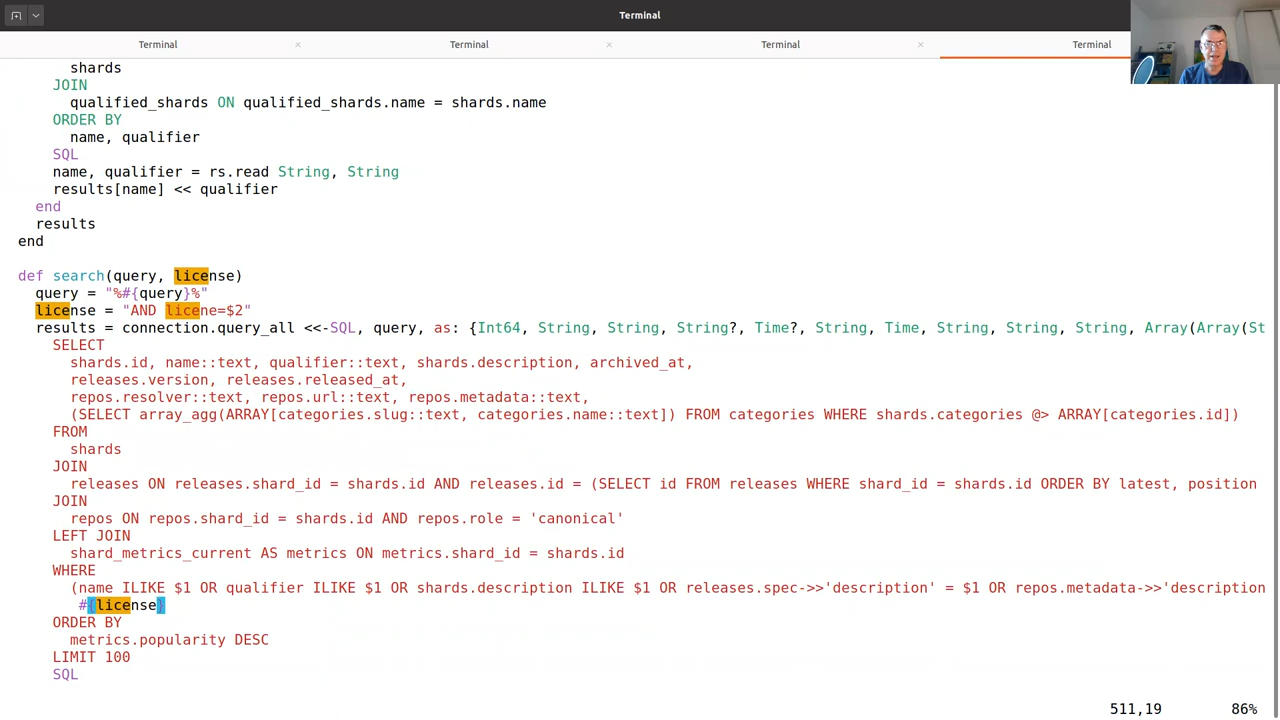 Terminal
Terminal × Terminal × Terminal × Terminal
shards
JOIN
qualified_shards ON qualified_shards.name = shards.name
ORDER BY
name, qualifier
SQL
name, qualifier = rs.read String, String
results[name] << qualifier
end
results
end
def search(query, license)
query = "%#{query}%"
license = "AND licene=$2"
results = connection.query_all <<-SQL, query, as: {Int64, String, String, String?, Time?, String, Time, String, String, String, Array(Array(St
SELECT
shards.id, name::text, qualifier::text, shards.description, archived_at,
releases.version, releases.released_at,
repos.resolver::text, repos.url::text, repos.metadata::text,
(SELECT array_agg(ARRAY[categories.slug::text, categories.name::text]) FROM categories WHERE shards.categories @> ARRAY[categories.id])
FROM
shards
JOIN
releases ON releases.shard_id = shards.id AND releases.id = (SELECT id FROM releases WHERE shard_id = shards.id ORDER BY latest, position
JOIN
repos ON repos.shard_id = shards.id AND repos.role = 'canonical'
LEFT JOIN
shard_metrics_current AS metrics ON metrics.shard_id = shards.id
WHERE
(name ILIKE $1 OR qualifier ILIKE $1 OR shards.description ILIKE $1 OR releases.spec->>'description' = $1 OR repos.metadata->>'description
#{license}
ORDER BY
metrics.popularity DESC
LIMIT 100
SQL
511,19 86%